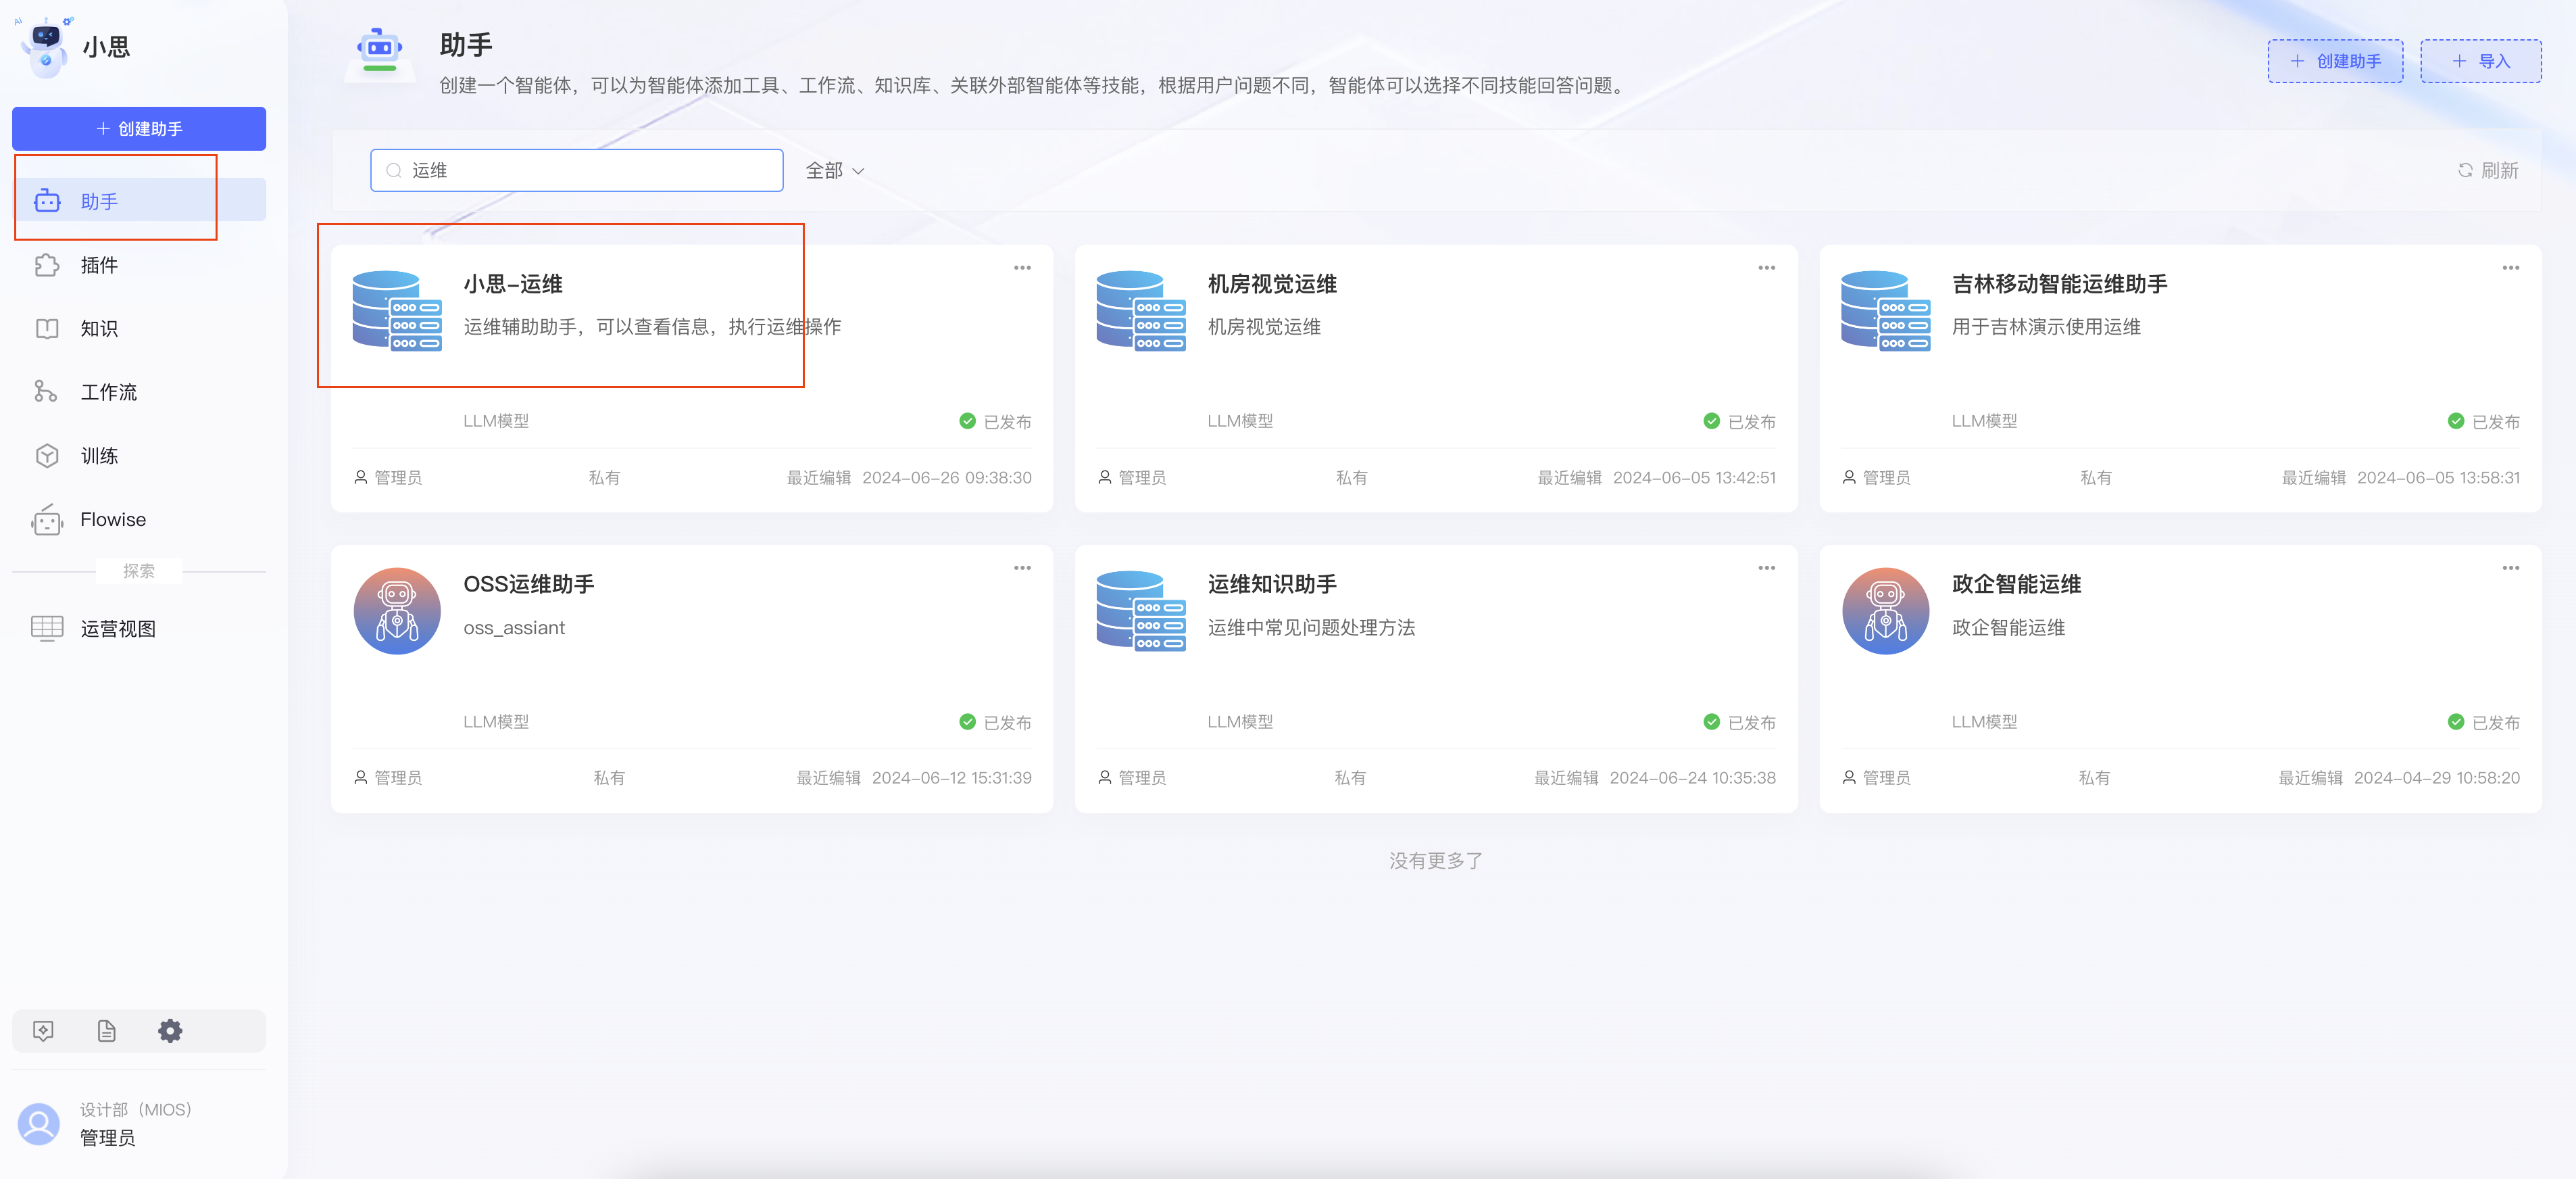 小思
创建助手
助手
插件
知识
工作流
训练
Flowise
探索
运营视图
设计部（MIOS）
管理员
助手
创建一个智能体，可以为智能体添加工具、工作流、知识库、关联外部智能体等技能，根据用户问题不同，智能体可以选择不同技能回答问题。
创建助手
导入
运维
全部
刷新
小思-运维
运维辅助助手，可以查看信息，执行运维操作
LLM模型
已发布
管理员 私有 最近编辑 2024-06-26 09:38:30
机房视觉运维
机房视觉运维
LLM模型
已发布
管理员 私有 最近编辑 2024-06-05 13:42:51
吉林移动智能运维助手
用于吉林演示使用运维
LLM模型
已发布
管理员 私有 最近编辑 2024-06-05 13:58:31
OSS运维助手
oss_assiant
LLM模型
已发布
管理员 私有 最近编辑 2024-06-12 15:31:39
运维知识助手
运维中常见问题处理方法
LLM模型
已发布
管理员 私有 最近编辑 2024-06-24 10:35:38
政企智能运维
政企智能运维
LLM模型
已发布
管理员 私有 最近编辑 2024-04-29 10:58:20
没有更多了